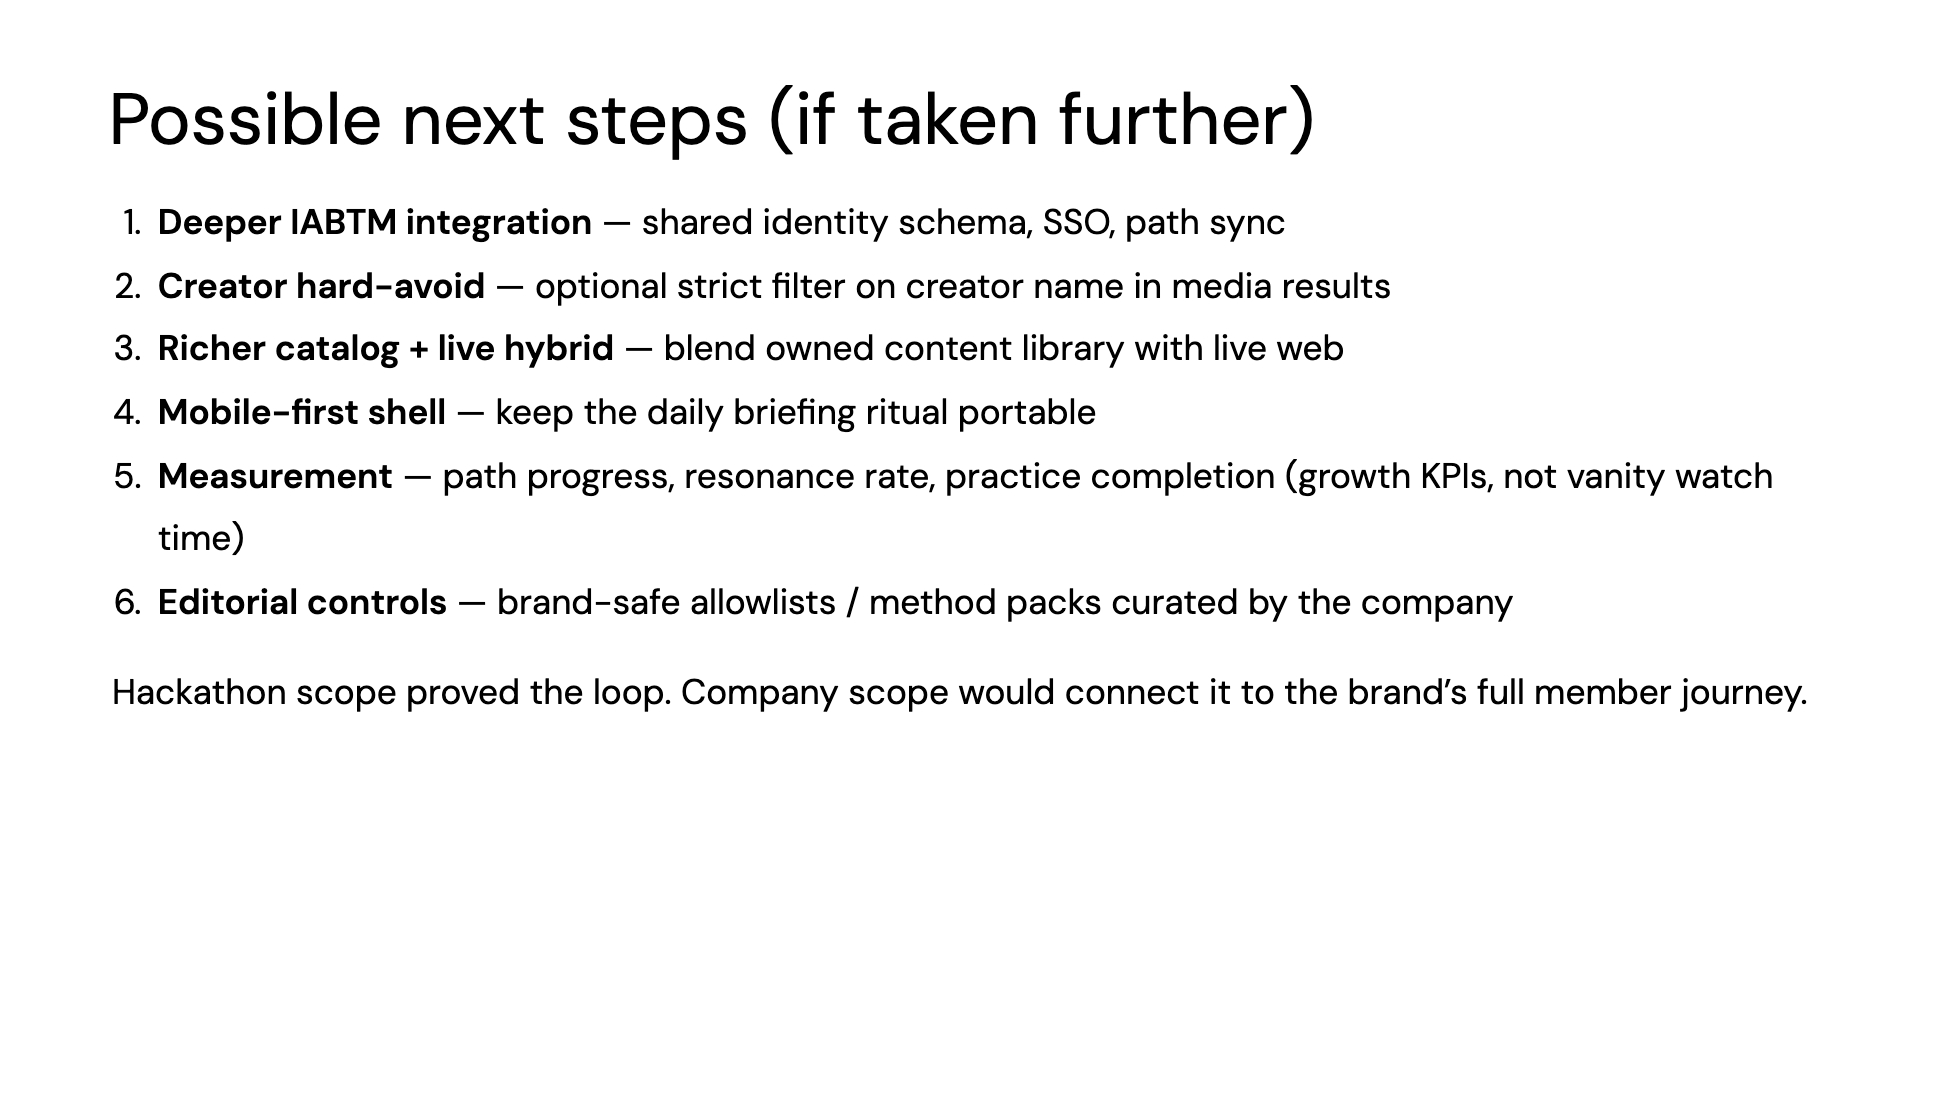 Possible next steps (if taken further)
1. Deeper IABTM integration — shared identity schema, SSO, path sync
2. Creator hard-avoid — optional strict filter on creator name in media results
3. Richer catalog + live hybrid — blend owned content library with live web
4. Mobile-first shell — keep the daily briefing ritual portable
5. Measurement — path progress, resonance rate, practice completion (growth KPIs, not vanity watch
time)
6. Editorial controls — brand-safe allowlists / method packs curated by the company
Hackathon scope proved the loop. Company scope would connect it to the brand’s full member journey.